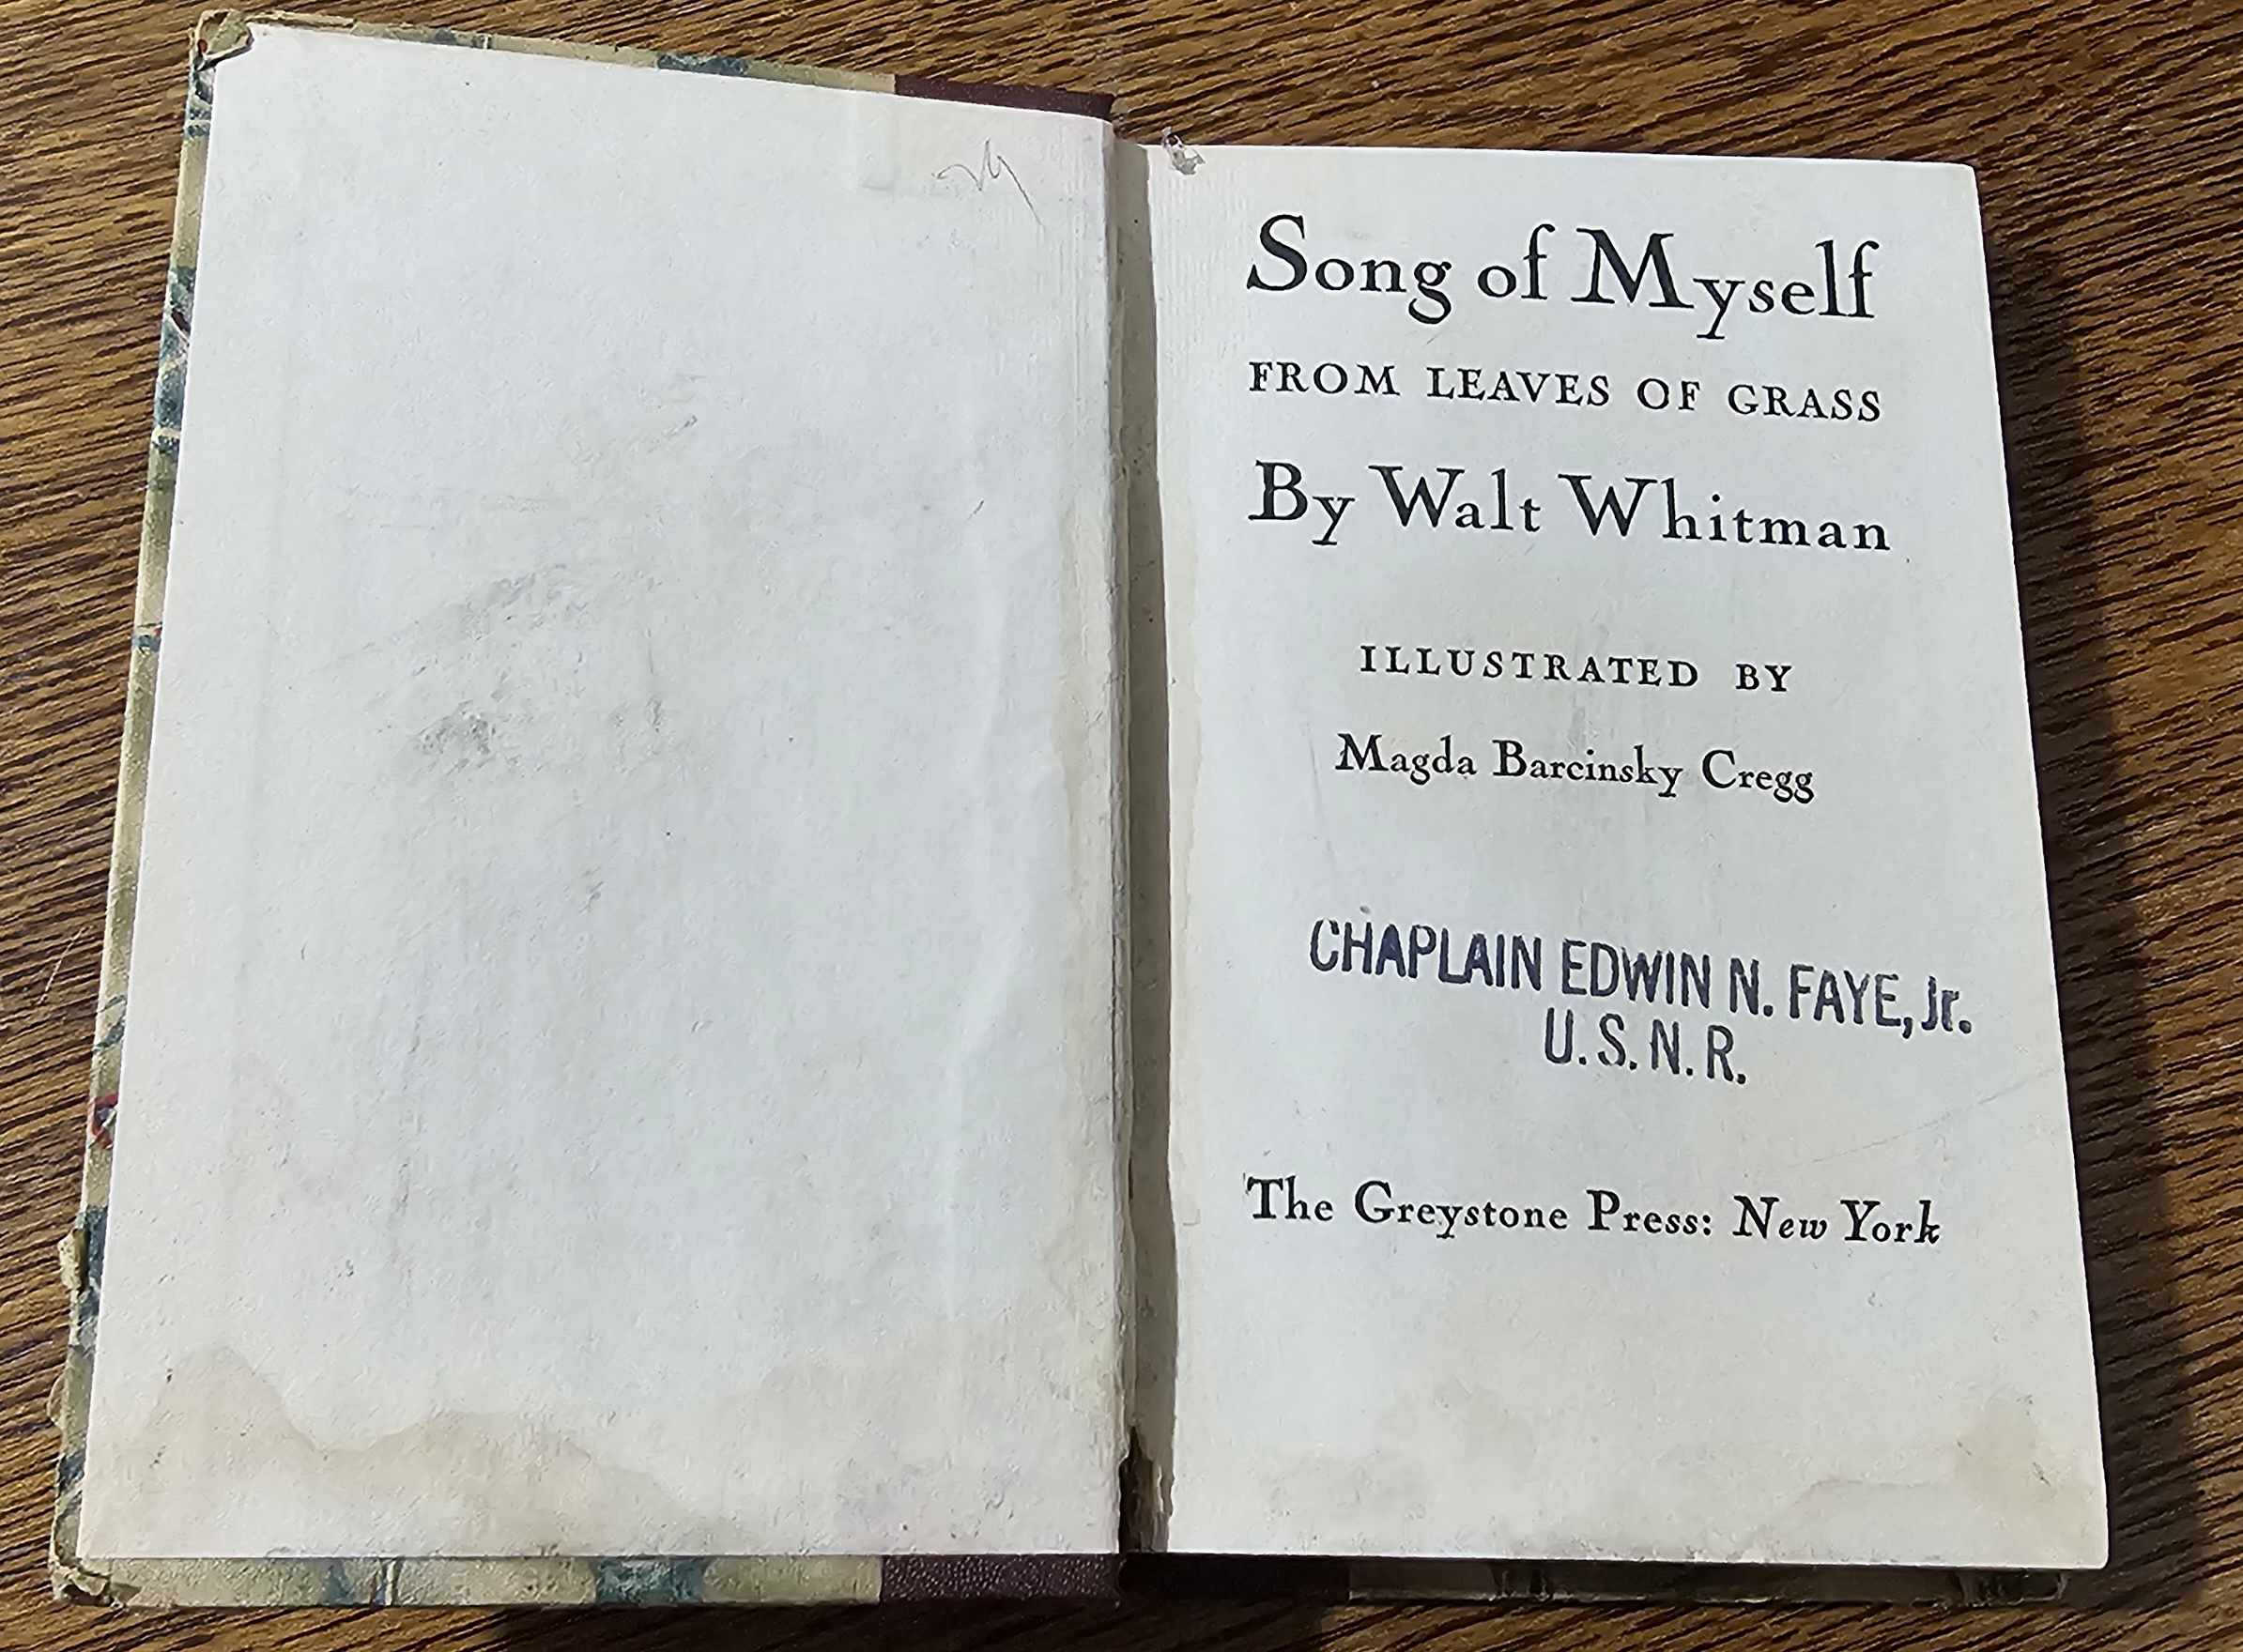 Song of Myself
FROM LEAVES OF GRASS
By Walt Whitman
ILLUSTRATED BY
Magda Barcinsky Cregg
CHAPLAIN EDWIN N. FAYE, Jr.
U.S.N.R.
The Greystone Press: New York